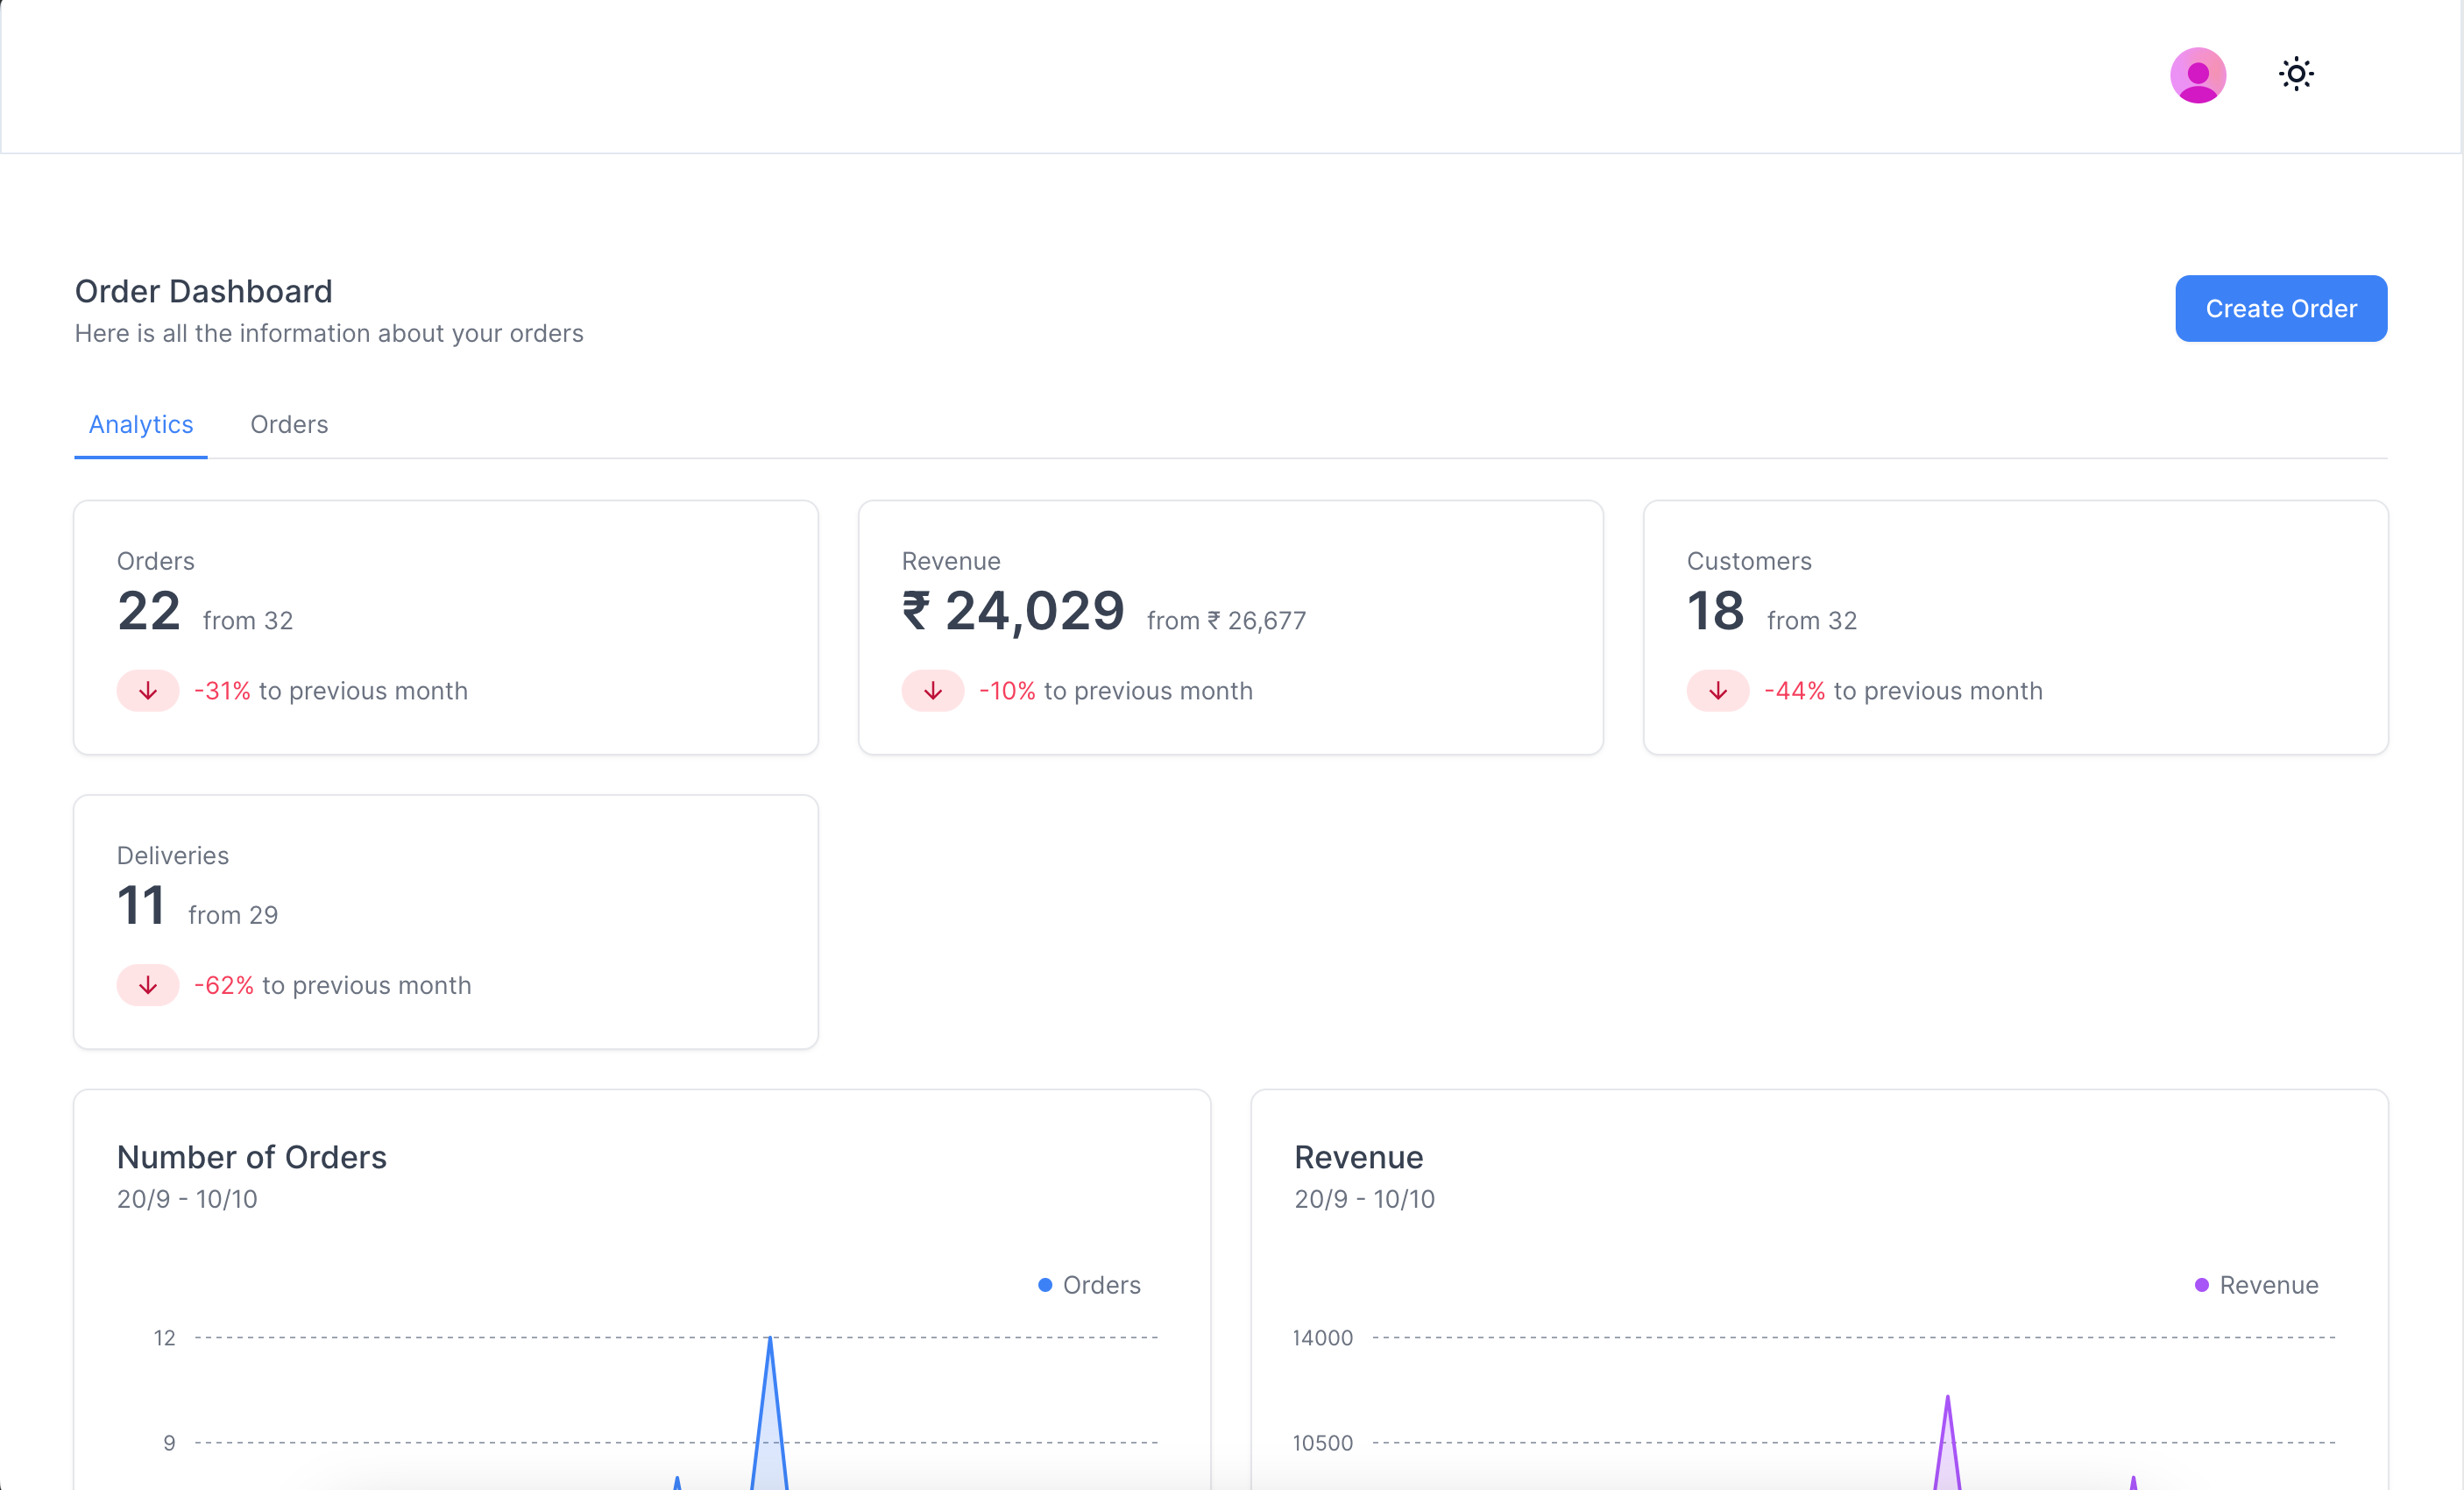 Order Dashboard
Here is all the information about your orders
Create Order
Analytics
Orders
Orders
22 from 32
-31% to previous month
Revenue
₹ 24,029 from ₹ 26,677
-10% to previous month
Customers
18 from 32
-44% to previous month
Deliveries
11 from 29
-62% to previous month
Number of Orders
20/9 - 10/10
Orders
12
9
Revenue
20/9 - 10/10
Revenue
14000
10500